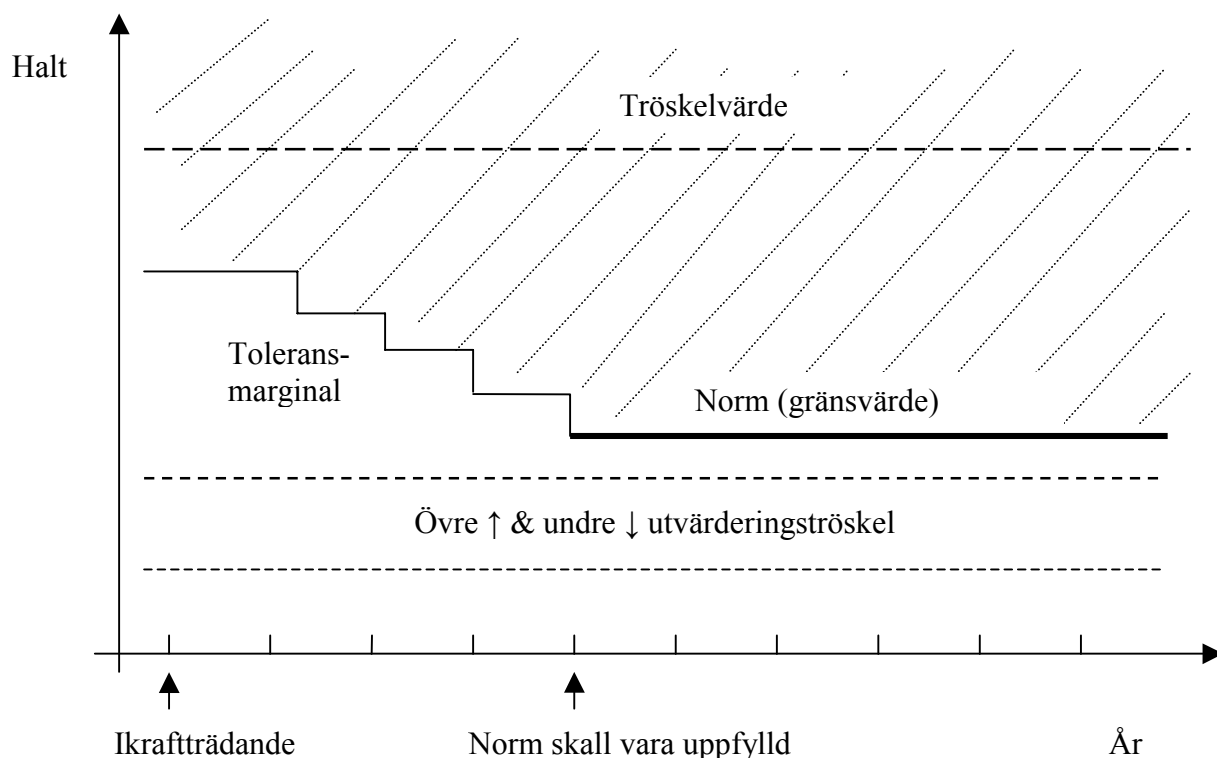 Halt
Tröskelvärde
Tolerans-
marginal
Norm (gränsvärde)
Övre ↑ & undre ↓ utvärderingströskel
Ikraftträdande
Norm skall vara uppfylld
År